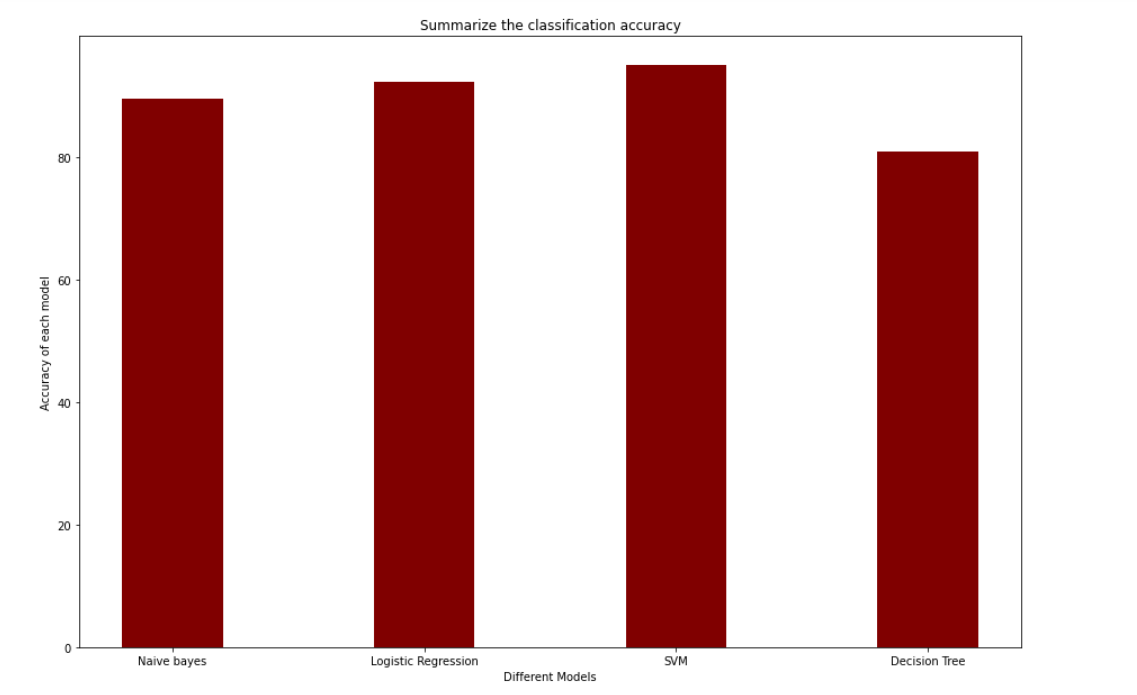 Summarize the classification accuracy
80
60
40
20
0
Accuracy of each model
Naive bayes
Logistic Regression
SVM
Decision Tree
Different Models